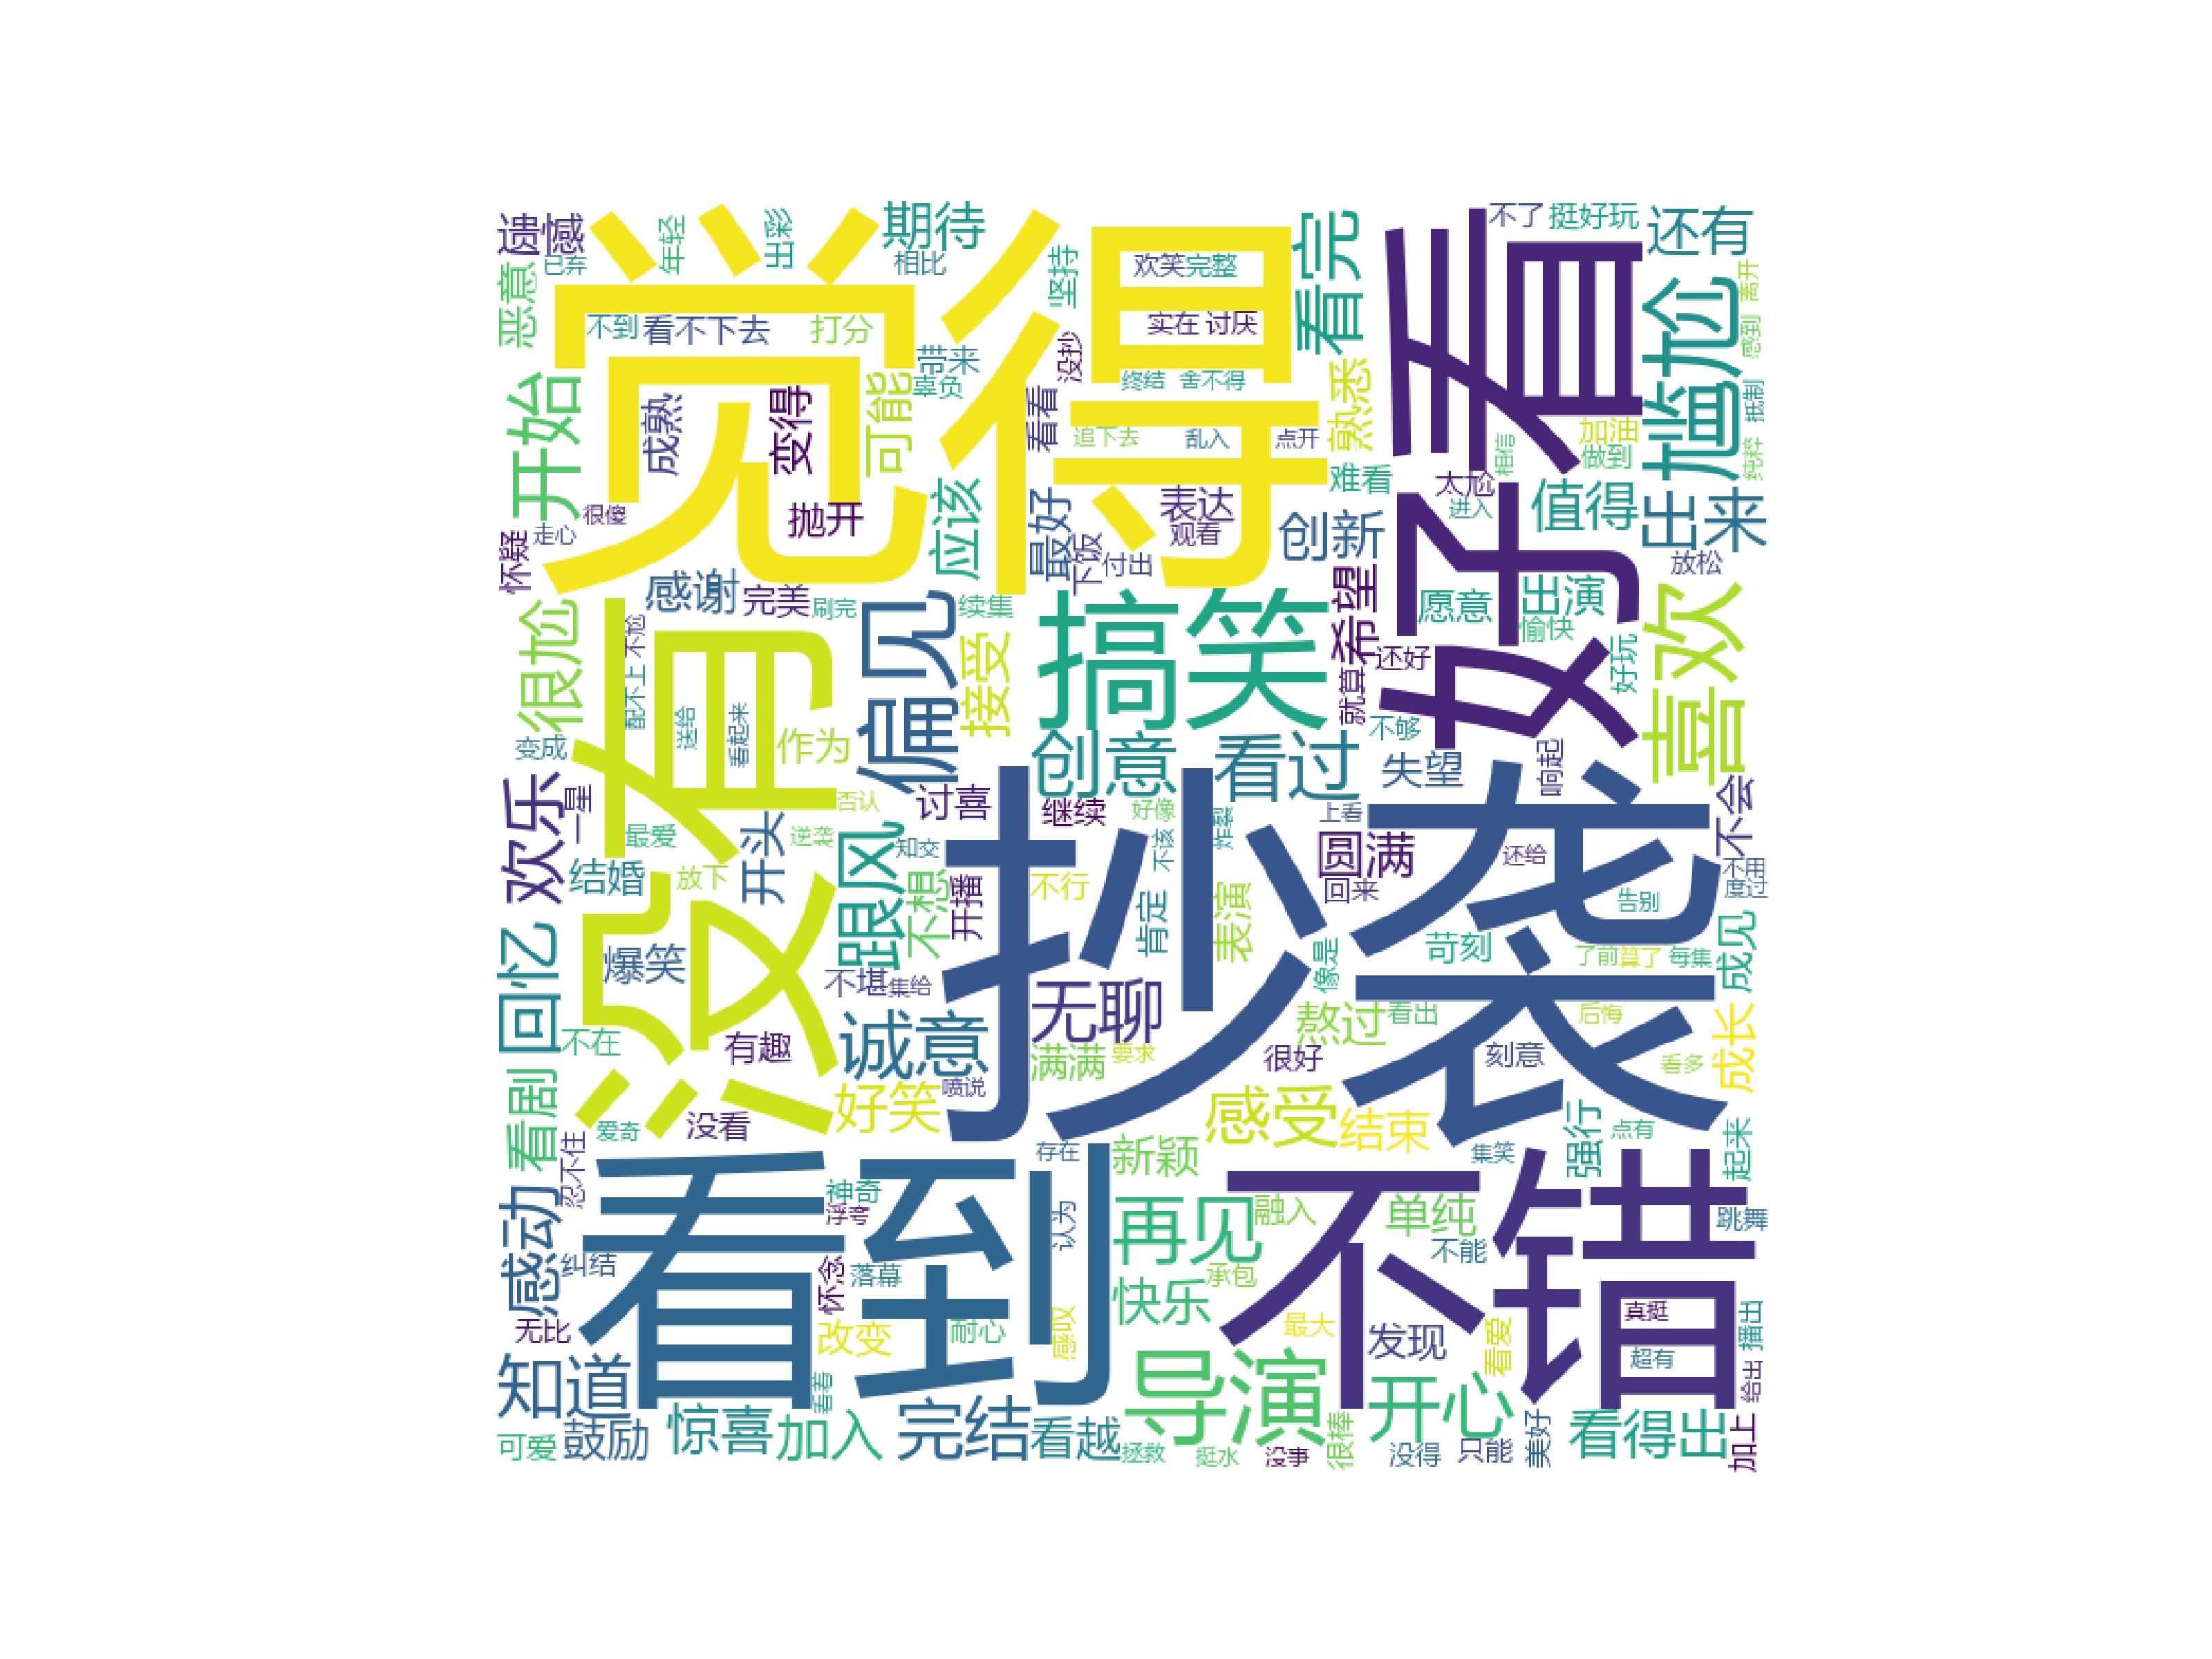 遗憾
已弃
恶意
年轻
出彩
期待
相比
觉得
坚持
欢笑
完整
看完
好看
不了
挺好玩
还有
尴尬
离开
感到
抵制
纯粹
不到
看不下去
打分
带来
辜负
没抄
实在
讨厌
终结
舍不得
熟悉
开始
成熟
变得
可能
看看
追下去
乱入
点开
难看
相信
加油
做到
太尬
进入
值得
出来
放松
很傻
走心
怀疑
抛开
应该
最好
下饭
表达
观看
付出
创新
希望
感谢
完美
刷完
续集
愿意
出演
愉快
喜欢
很尬
没有
不尬
配不上
送给
看起来
偏见
接受
搞笑
还好
好玩
就算
不够
变成
作为
创意
看过
失望
响起
欢乐
一星
否认
讨喜
继续
好像
不该
炸裂
上看
抄袭
不会
最爱
逆袭
结婚
放下
开头
跟风
知交
不想
开播
不行
肯定
表演
圆满
回来
还给
不用
度过
告别
回忆
爆笑
不堪
集给
无聊
像是
苛刻
了前
算了
每集
成见
不在
有趣
诚意
熬过
看出
后悔
满满
要求
很好
刻意
看多
成长
看剧
爱奇
没看
好笑
喷说
感受
结束
强行
点有
起来
忍不住
看到
存在
新颖
集笑
不错
感动
神奇
浮夸
认为
再见
融入
单纯
不能
跳舞
纠结
怀念
落幕
快乐
承包
无比
改变
耐心
感叹
最大
发现
看爱
真挺
播出
超有
给出
知道
看着
导演
开心
可爱
鼓励
惊喜
加入
完结
看越
拯救
挺水
没事
很棒
没得
只能
美好
看得出
加上